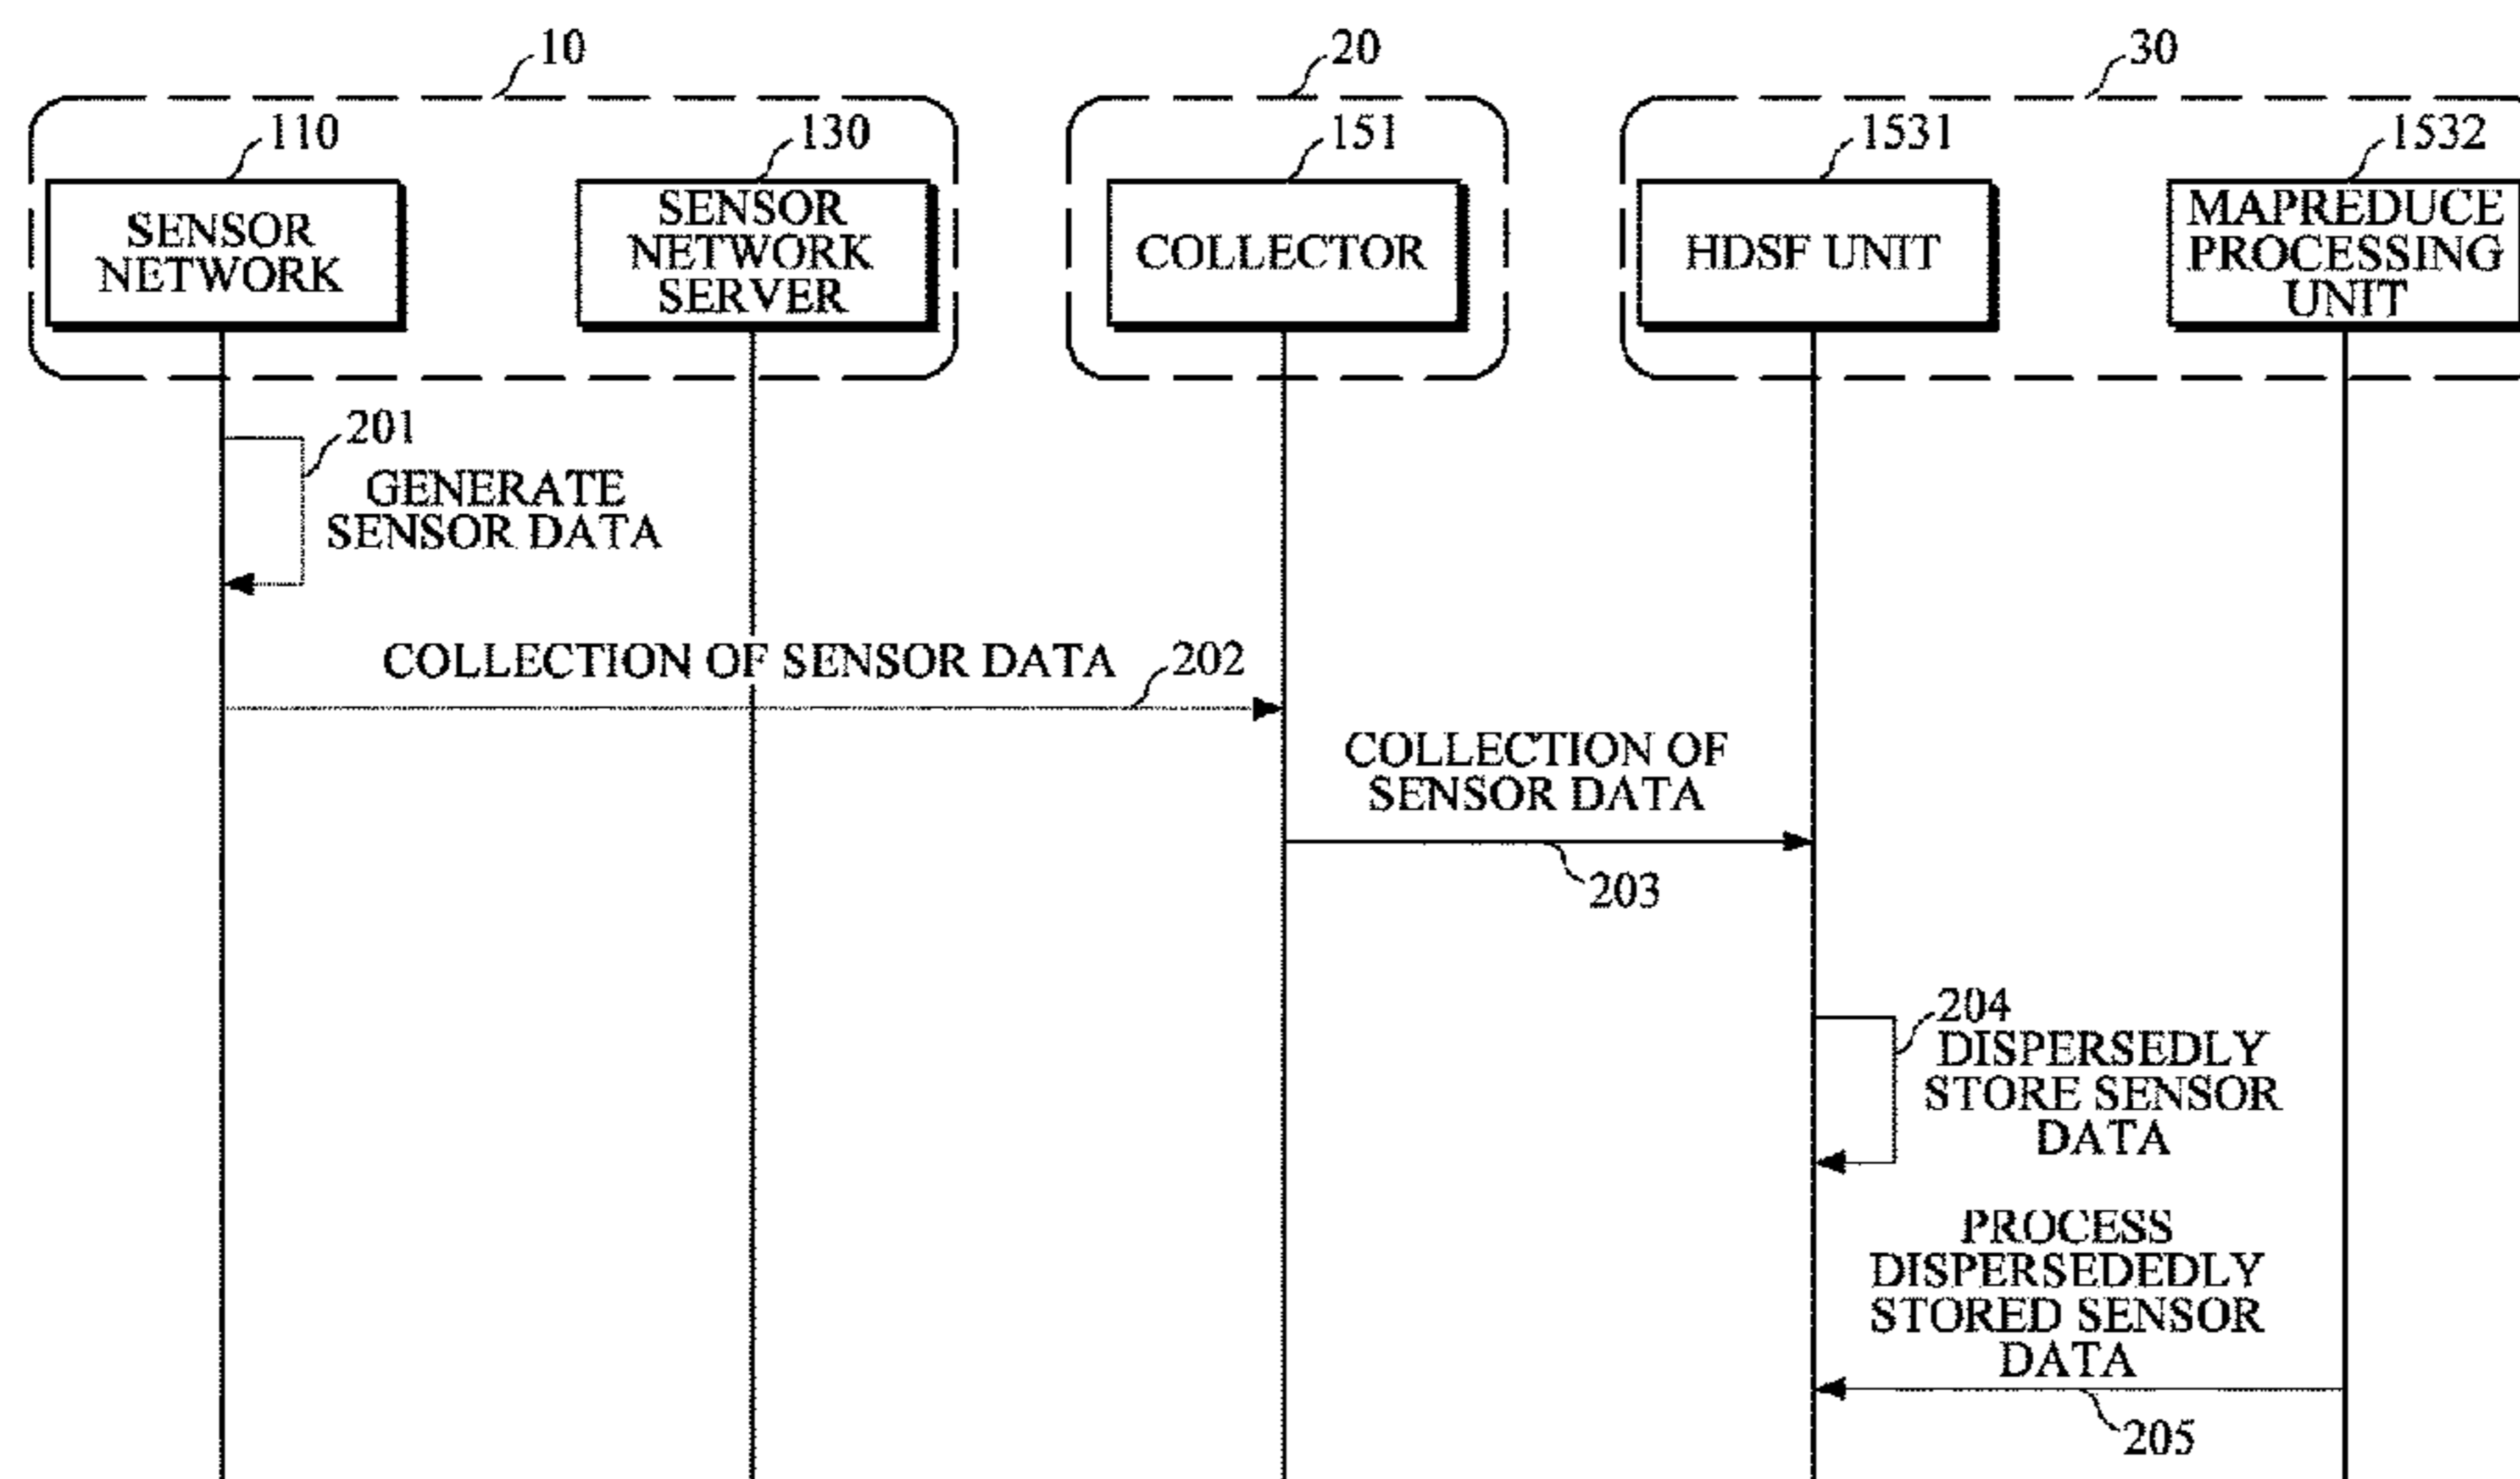 10
20
30
110
130
151
1531
1532
SENSOR
NETWORK
SENSOR
NETWORK
SERVER
COLLECTOR
HDSF UNIT
MAPREDUCE
PROCESSING
UNIT
201
GENERATE
SENSOR DATA
COLLECTION OF SENSOR DATA
202
COLLECTION OF
SENSOR DATA
203
204
DISPERSEDLY
STORE SENSOR
DATA
PROCESS
DISPERSEDEDLY
STORED SENSOR
DATA
205